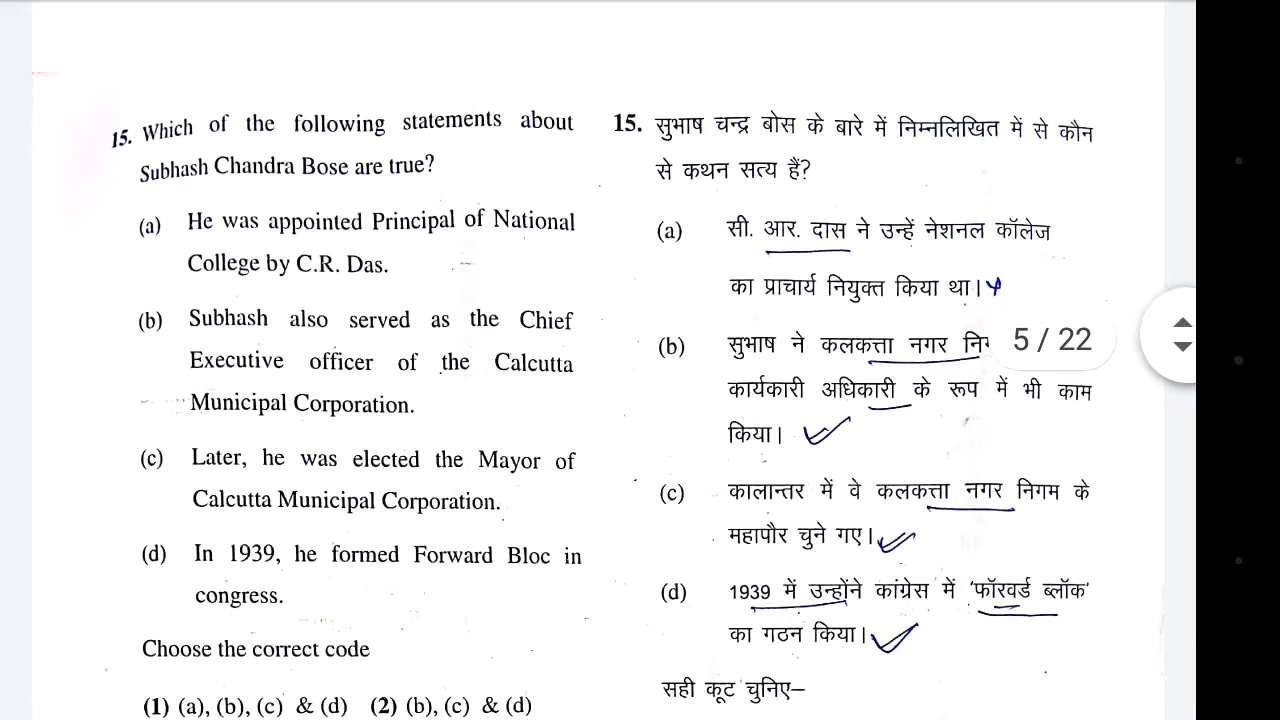 15. Which of the following statements about
Subhash Chandra Bose are true?
(a) He was appointed Principal of National
College by C.R. Das.
(b) Subhash also served as the Chief
Executive officer of the Calcutta
Municipal Corporation.
(c) Later, he was elected the Mayor of
Calcutta Municipal Corporation.
(d) In 1939, he formed Forward Bloc in
congress.
Choose the correct code
(1) (a), (b), (c) & (d) (2) (b), (c) & (d)
15. सुभाष चन्द्र बोस के बारे में निम्नलिखित में से कौन
से कथन सत्य हैं?
(a) सी. आर. दास ने उन्हें नेशनल कॉलेज
का प्राचार्य नियुक्त किया था।
(b) सुभाष ने कलकत्ता नगर
कार्यकारी अधिकारी के रूप में भी काम
किया।
(c) कालान्तर में वे कलकत्ता नगर निगम के
महापौर चुने गए।
(d) 1939 में उन्होंने कांग्रेस में 'फॉरवर्ड ब्लॉक'
का गठन किया।
सही कूट चुनिए–
5 / 22